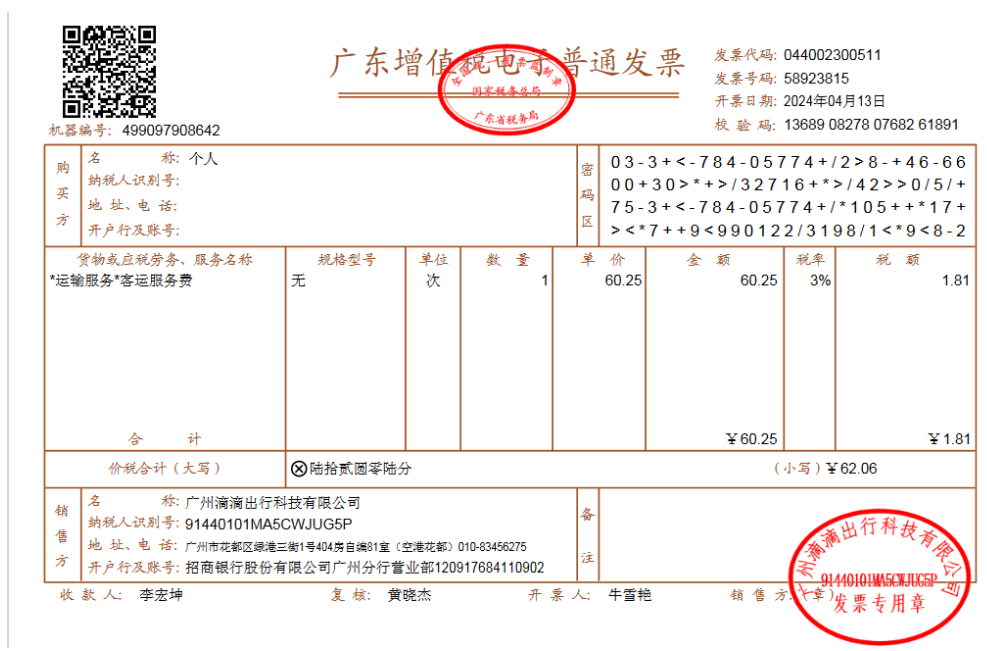 广东增值税电子普通发票
全国统一发票监制章
国家税务总局
广东省税务局
发票代码: 044002300511
发票号码: 58923815
开票日期: 2024年04月13日
校 验 码: 13689 08278 07682 61891
机器编号: 499097908642
购买方
名 称: 个人
纳税人识别号:
地 址、电 话:
开户行及账号:
密码区
03-3+<-784-05774+/2>8-+46-66
00+30>*+>/32716+*>/42>>0/5/+
75-3+<-784-05774+/*105++*17+
><*7++9<990122/3198/1<*9<8-2
货物或应税劳务、服务名称 规格型号 单位 数 量 单 价 金 额 税率 税 额
*运输服务*客运服务费 无 次 1 60.25 60.25 3% 1.81
合 计 ￥60.25 ￥1.81
价税合计（大写） ⊗陆拾贰圆零陆分 （小写）￥62.06
销售方
名 称: 广州滴滴出行科技有限公司
纳税人识别号: 91440101MA5CWJUG5P
地 址、电 话: 广州市花都区绿港三街1号404房自编81室（空港花都）010-83456275
开户行及账号: 招商银行股份有限公司广州分行营业部120917684110902
备注
收 款 人: 李宏坤 复 核: 黄晓杰 开 票 人: 牛雪艳 销 售 方:（章）
广州滴滴出行科技有限公司
91440101MA5CWJUG5P
发票专用章